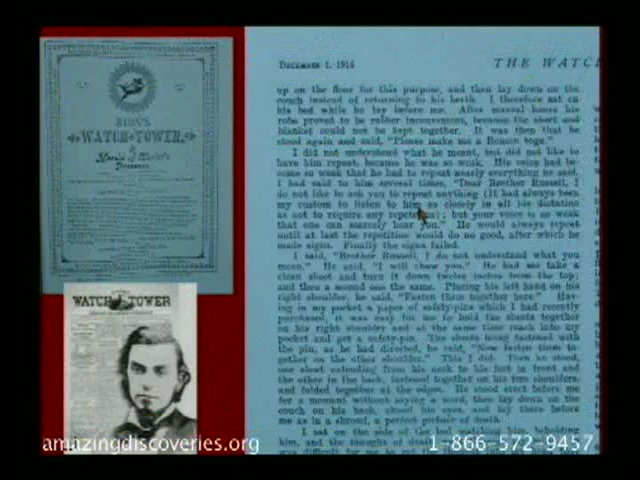 ZION'S
WATCH TOWER
Herald of Christ's
Presence
WATCH TOWER
DECEMBER 1, 1916
THE WATC
up on the floor for this purpose, and then lay down on the
couch instead of returning to his berth. I therefore sat on
his bed while he lay before me. After several hours his
robe proved to be rather inconvenient, because the sheet and
blanket could not be kept together. It was then that he
stood again and said, "Please make me a Roman toga."
I did not understand what he meant, but did not like to
have him repeat, because he was so weak. His voice had be-
come so weak that he had to repeat nearly everything he said.
I had said to him several times, "Dear Brother Russell, I
do not like to ask you to repeat anything (It had always been
my custom to listen to him so closely in all his dictation
as not to require any repetition); but your voice is so weak
that one can scarcely hear you." He would always repeat
until at last the repetition would do no good, after which he
made signs. Finally the signs failed.
I said, "Brother Russell, I do not understand what you
mean." He said, "I will show you." He had me take a
clean sheet and turn it down twelve inches from the top;
and then a second one the same. Placing his left hand on his
right shoulder, he said, "Fasten them together here." Hav-
ing in my pocket a paper of safety-pins which I had recently
purchased, it was easy for me to hold the sheets together
on his right shoulder and at the same time reach into my
pocket and get a safety-pin. The sheets being fastened with
the pin, as he had directed, he said, "Now fasten them to-
gether on the other shoulder." This I did. Then he stood,
one sheet extending from his neck to his feet in front and
the other in the back, fastened together on his two shoulders,
and folded together at the edges. He stood erect before me
for a moment without saying a word, then lay down on the
couch on his back, closed his eyes, and lay there before
me as in a shroud, a perfect picture of death.
I sat on the side of the bed watching him, beholding
him, and the thought of death
was difficult for me to
amazingdiscoveries.org
1-866-572-9457